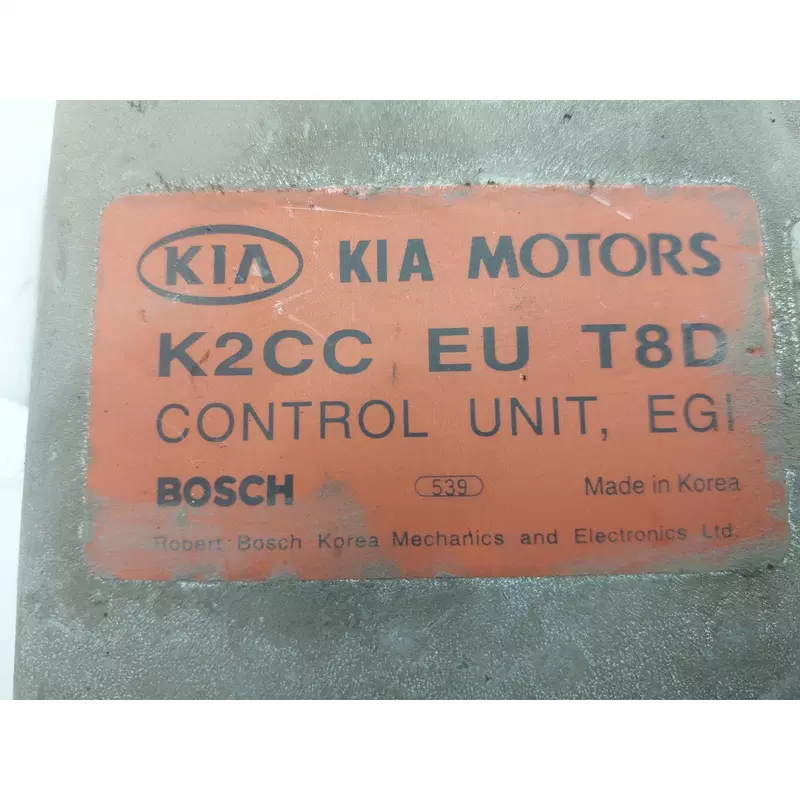 KIA KIA MOTORS
K2CC EU T8D
CONTROL UNIT, EGI
BOSCH 539 Made in Korea
Robert Bosch Korea Mechanics and Electronics Ltd.